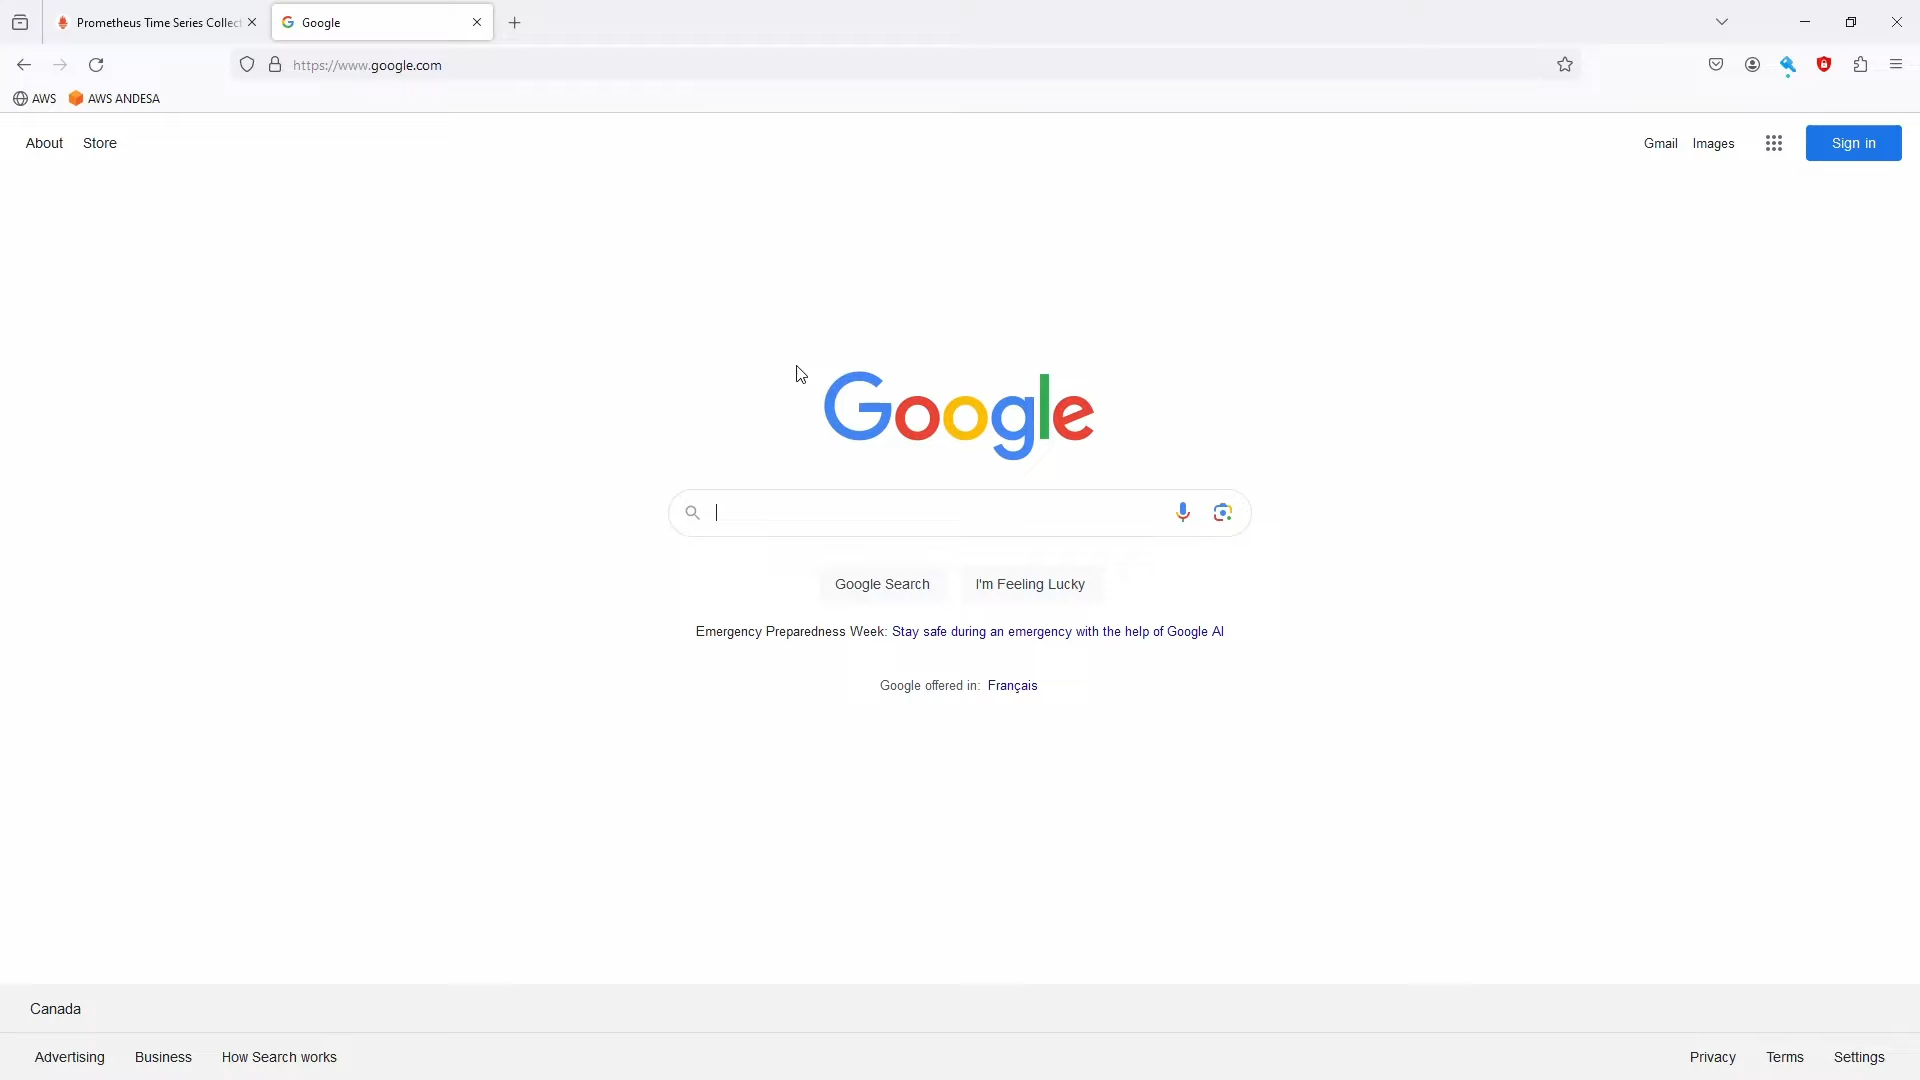 Prometheus Time Series Collec
Google
https://www.google.com
AWS AWS ANDESA
About Store Gmail Images Sign in
Google
Google Search I'm Feeling Lucky
Emergency Preparedness Week: Stay safe during an emergency with the help of Google AI
Google offered in: Français
Canada
Advertising Business How Search works Privacy Terms Settings